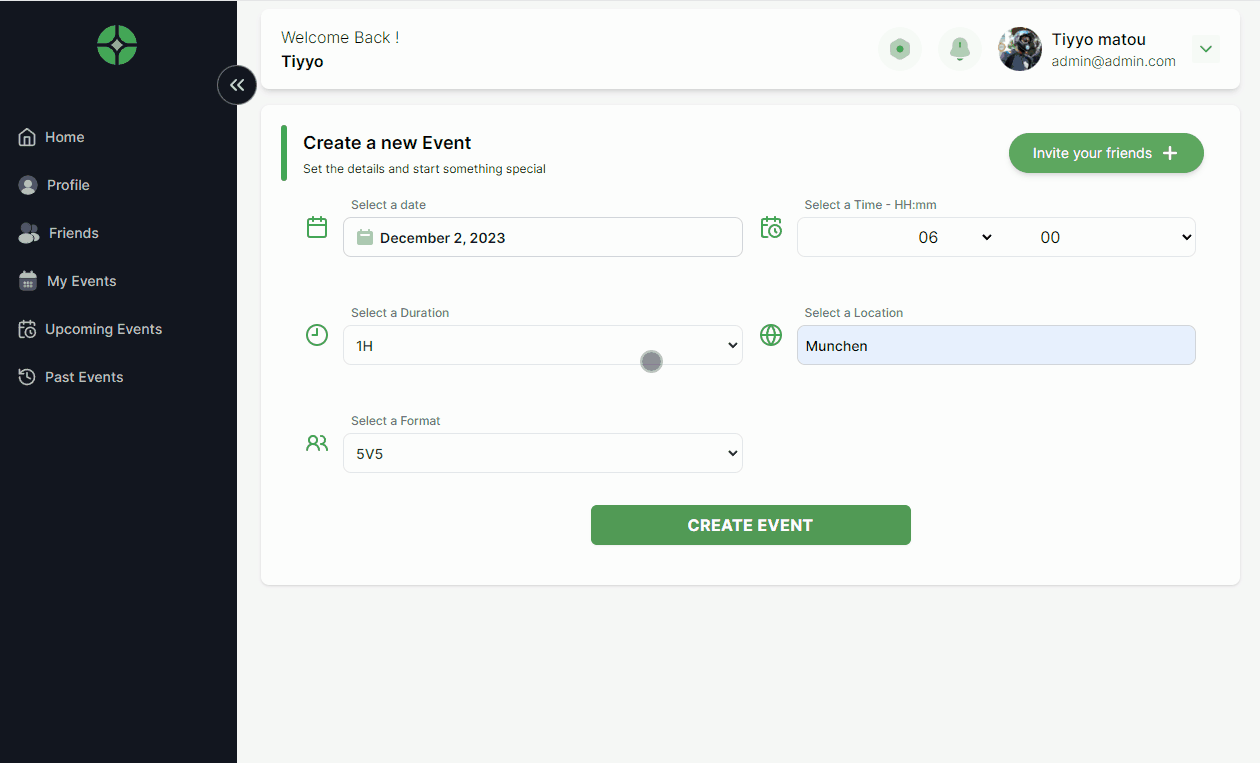 Welcome Back !
Tiyyo
Tiyyo matou
admin@admin.com
Home
Profile
Friends
My Events
Upcoming Events
Past Events
Create a new Event
Set the details and start something special
Invite your friends
Select a date
December 2, 2023
Select a Time - HH:mm
06 00
Select a Duration
1H
Select a Location
Munchen
Select a Format
5V5
CREATE EVENT